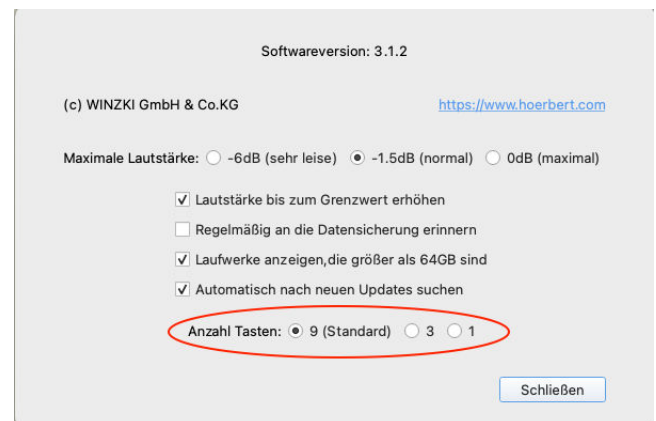 Softwareversion: 3.1.2
(c) WINZKI GmbH & Co.KG https://www.hoerbert.com
Maximale Lautstärke: -6dB (sehr leise) -1.5dB (normal) 0dB (maximal)
Lautstärke bis zum Grenzwert erhöhen
Regelmäßig an die Datensicherung erinnern
Laufwerke anzeigen,die größer als 64GB sind
Automatisch nach neuen Updates suchen
Anzahl Tasten: 9 (Standard) 3 1
Schließen